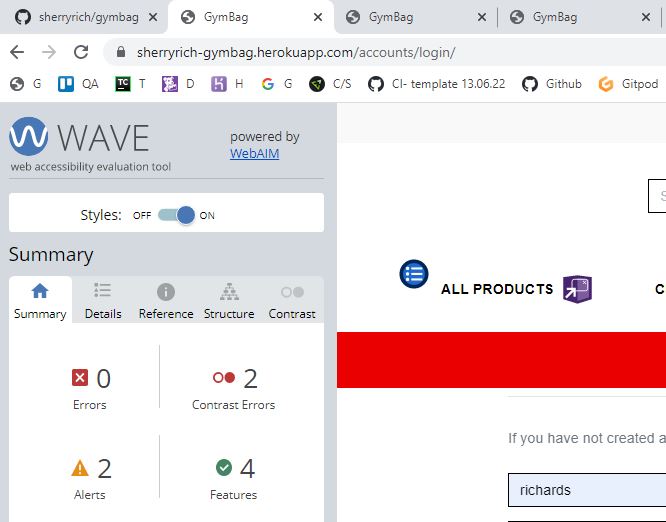 sherryrich/gymbag
GymBag
GymBag
GymBag
sherryrich-gymbag.herokuapp.com/accounts/login/
G QA T D H G C/S CI- template 13.06.22 Github Gitpod
WAVE
powered by
WebAIM
web accessibility evaluation tool
Styles: OFF ON
Summary
Summary Details Reference Structure Contrast
ALL PRODUCTS
C
0
Errors
2
Contrast Errors
2
Alerts
4
Features
If you have not created a
richards